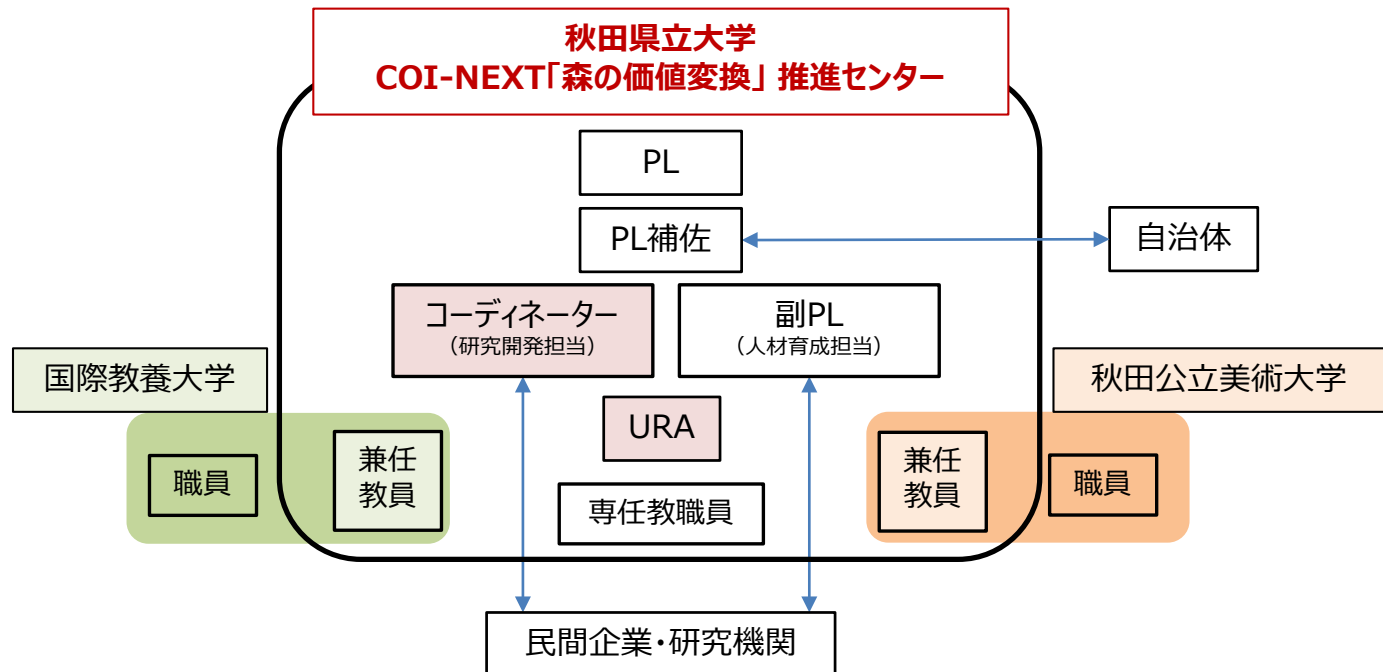 秋田県立大学
COI-NEXT「森の価値変換」推進センター
PL
PL補佐
自治体
コーディネーター
（研究開発担当）
副PL
（人材育成担当）
国際教養大学
秋田公立美術大学
URA
職員
兼任
教員
専任教職員
兼任
教員
職員
民間企業・研究機関